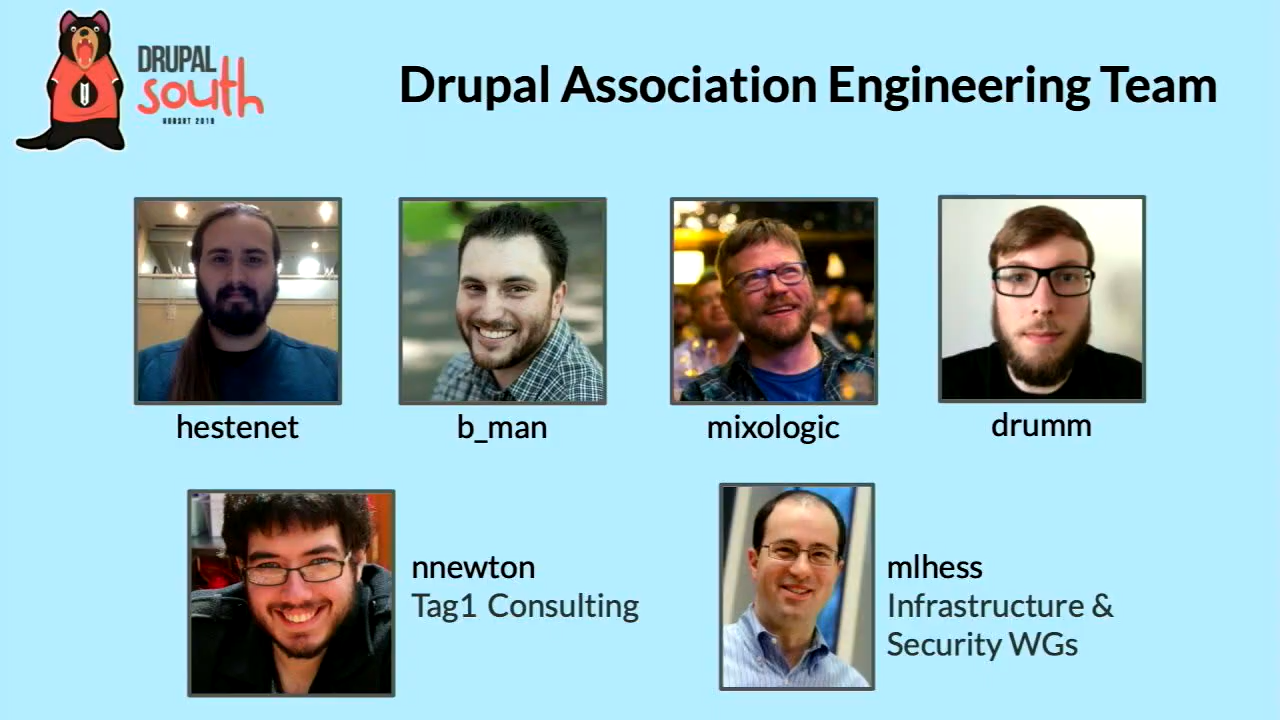 DRUPAL
south
HOBART 2019
Drupal Association Engineering Team
hestenet
b_man
mixologic
drumm
nnewton
Tag1 Consulting
mlhess
Infrastructure &
Security WGs